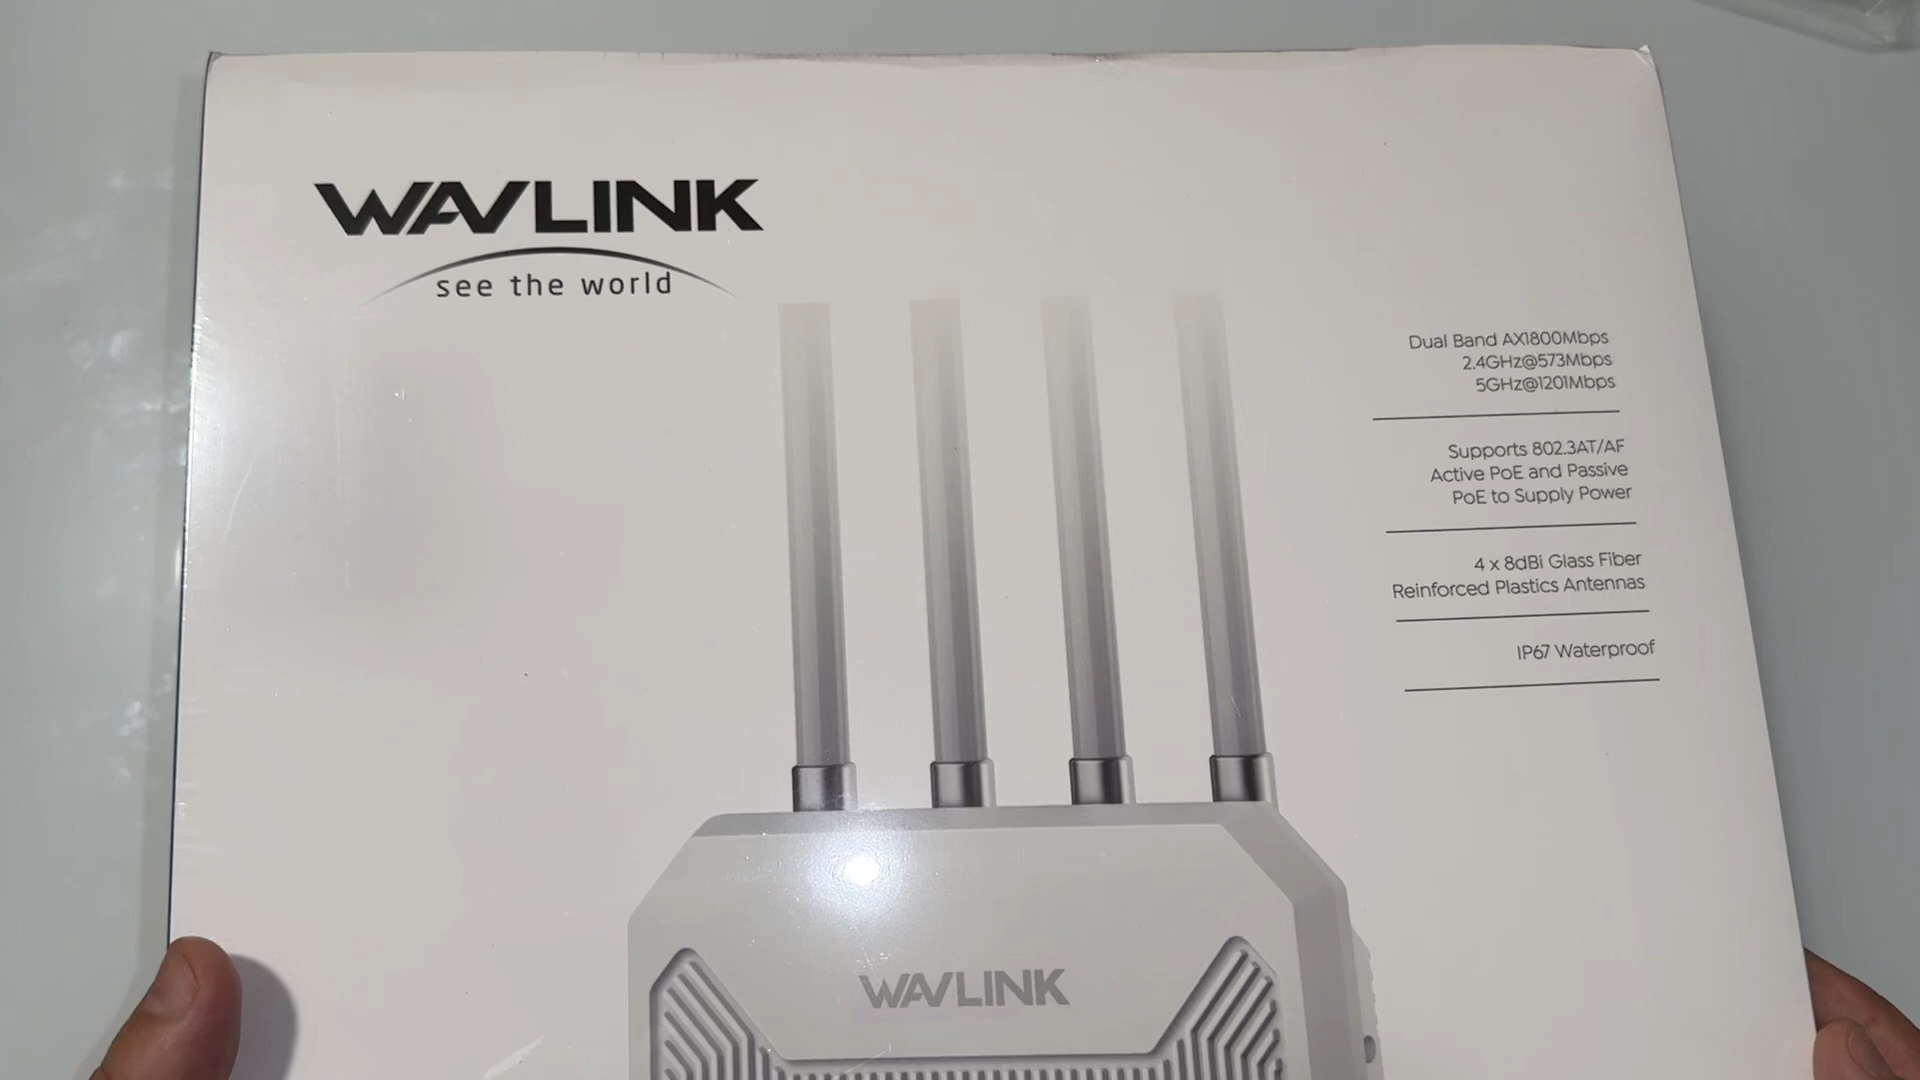 WAVLINK
see the world
Dual Band AX1800Mbps
2.4GHz@573Mbps
5GHz@1201Mbps
Supports 802.3AT/AF
Active PoE and Passive
PoE to Supply Power
4 x 8dBi Glass Fiber
Reinforced Plastics Antennas
IP67 Waterproof
WAVLINK